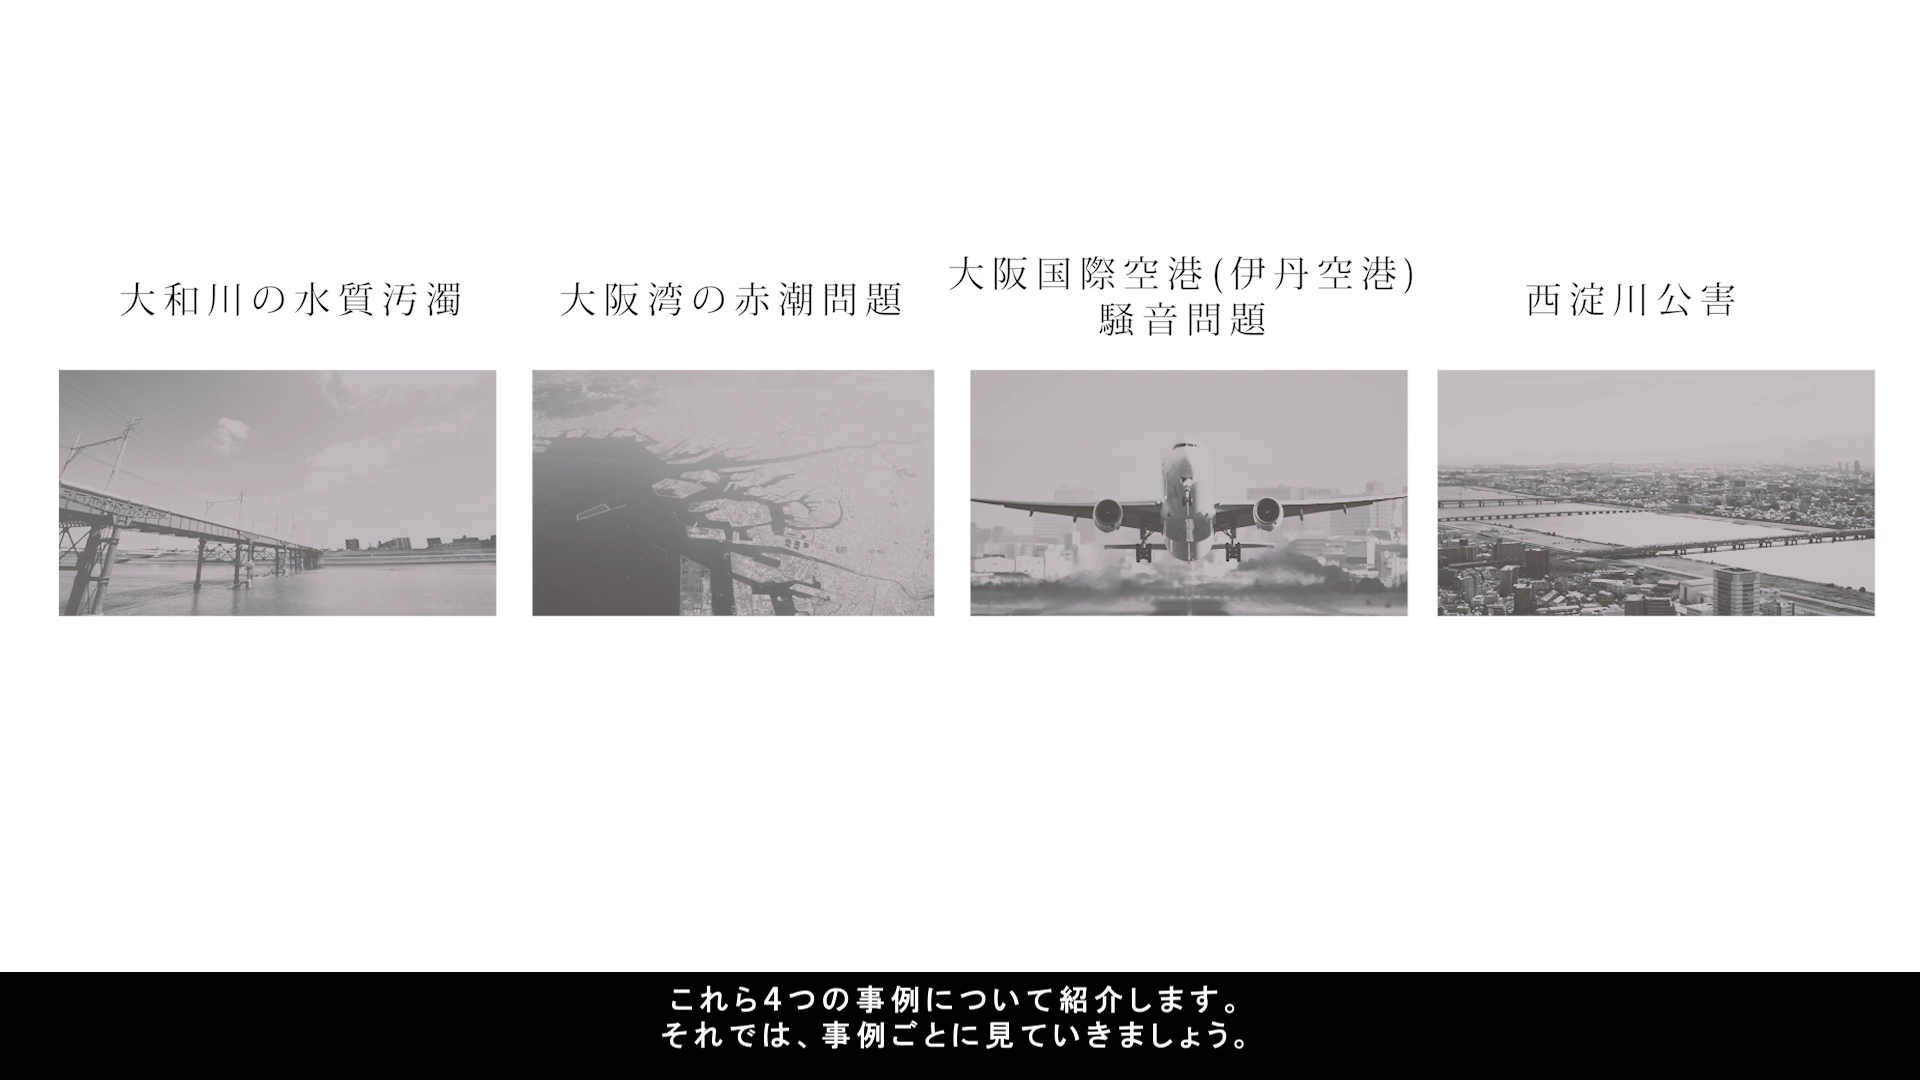 大和川の水質汚濁
大阪湾の赤潮問題
大阪国際空港(伊丹空港)
騒音問題
西淀川公害
これら4つの事例について紹介します。
それでは、事例ごとに見ていきましょう。